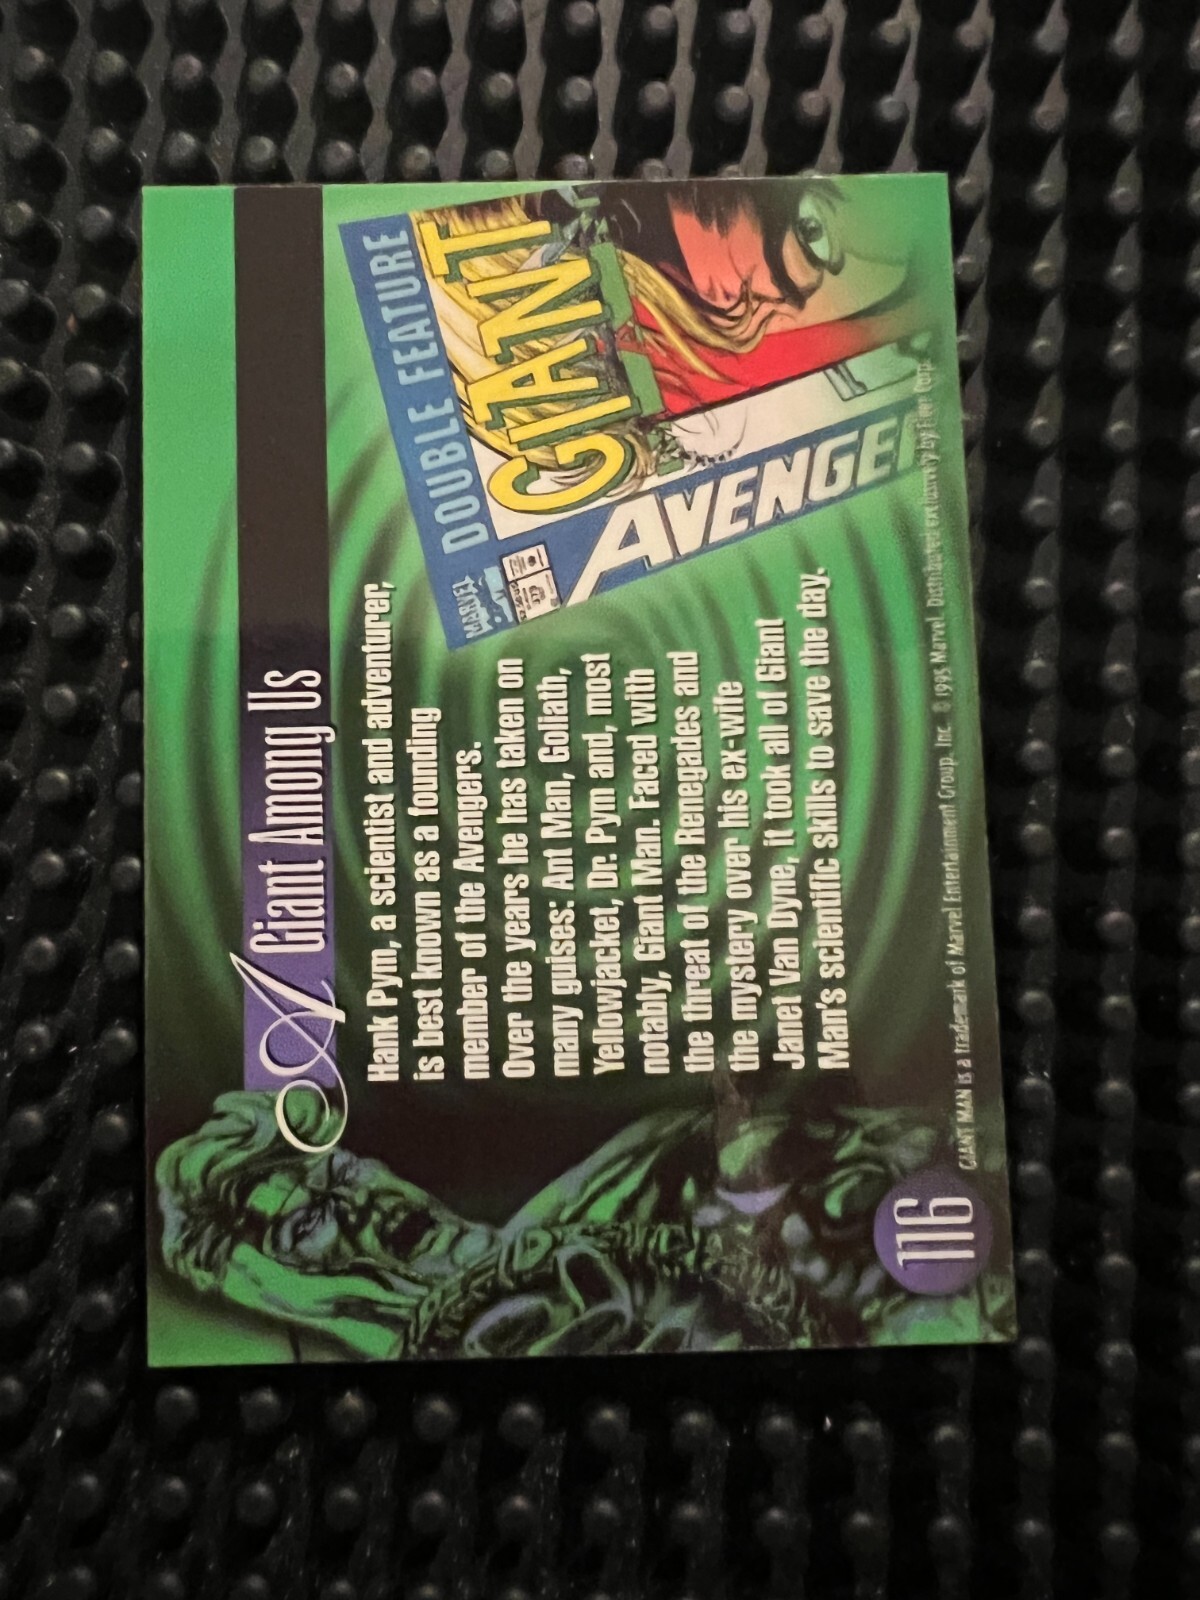 A Giant Among Us
Hank Pym, a scientist and adventurer,
is best known as a founding
member of the Avengers.
Over the years he has taken on
many guises: Ant Man, Goliath,
Yellowjacket, Dr. Pym and, most
notably, Giant Man. Faced with
the threat of the Renegades and
the mystery over his ex-wife
Janet Van Dyne, it took all of Giant
Man's scientific skills to save the day.
MARVEL DOUBLE FEATURE
379
GIANT
AVENGE
116
GIANT MAN is a trademark of Marvel Entertainment Group, Inc. © 1995 Marvel. Distributed exclusively by Fleer Corp.